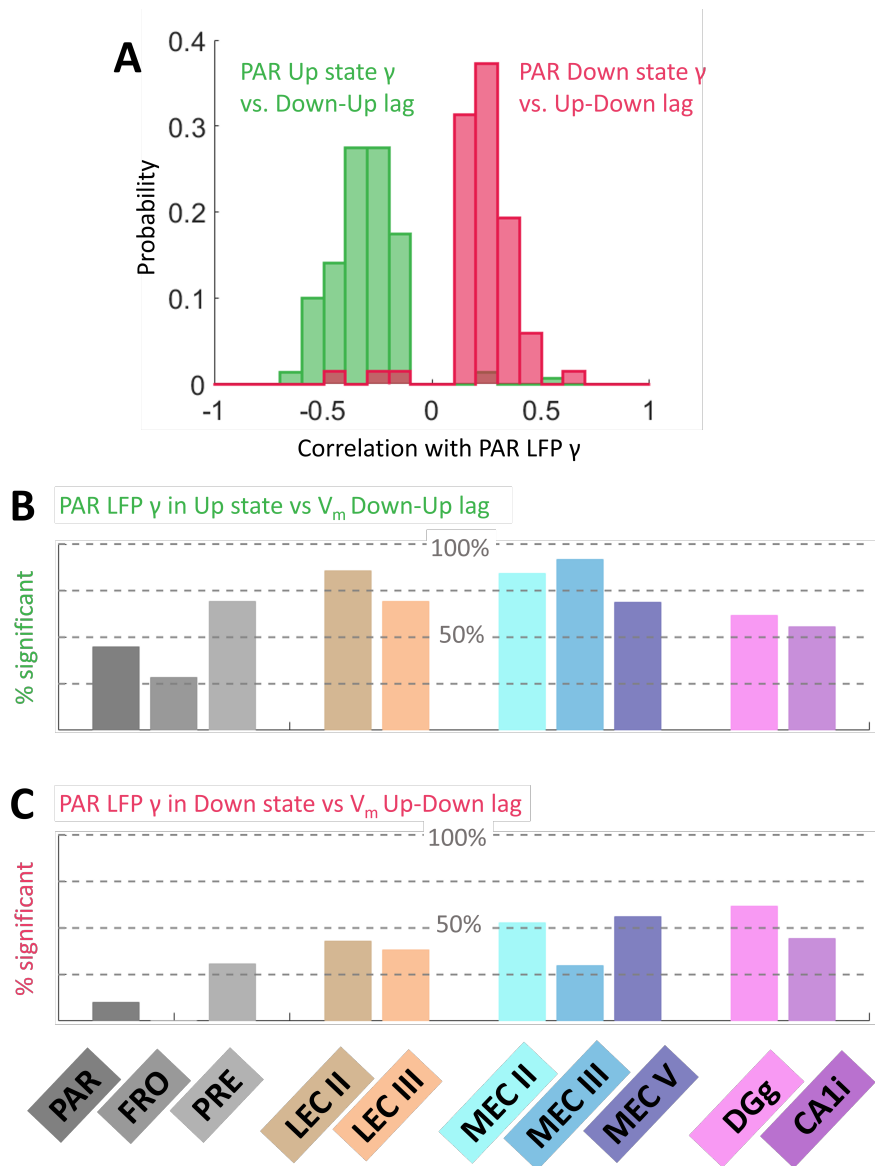 A
0.4
0.3
0.2
0.1
0
Probability
PAR Up state γ
vs. Down-Up lag
PAR Down state γ
vs. Up-Down lag
-1
-0.5
0
0.5
1
Correlation with PAR LFP γ
B
PAR LFP γ in Up state vs Vm Down-Up lag
% significant
100%
50%
C
PAR LFP γ in Down state vs Vm Up-Down lag
% significant
100%
50%
PAR
FRO
PRE
LEC II
LEC III
MEC II
MEC III
MEC V
DGg
CA1i